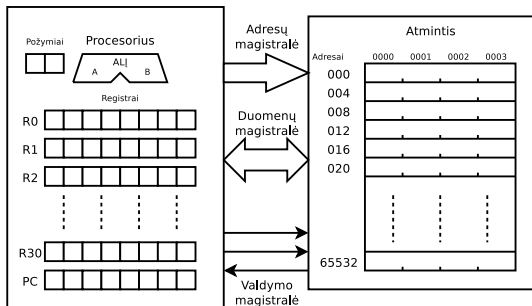 Požymiai
Procesorius
ALĮ
A B
Registrai
R0
R1
R2
R30
PC
Adresų
magistralė
Duomenų
magistralė
Valdymo
magistralė
Atmintis
Adresai
0000 0001 0002 0003
000
004
008
012
016
020
65532